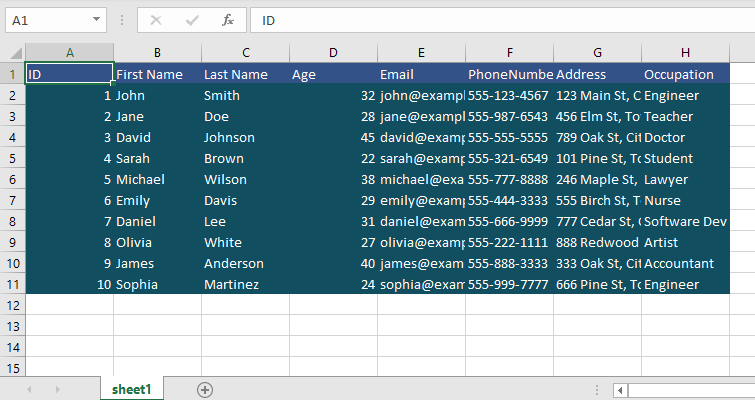 A1 fx ID
A B C D E F G H
1 ID First Name Last Name Age Email PhoneNumbe Address Occupation
2 1 John Smith 32 john@exampl 555-123-4567 123 Main St, C Engineer
3 2 Jane Doe 28 jane@exampl 555-987-6543 456 Elm St, To Teacher
4 3 David Johnson 45 david@examp 555-555-5555 789 Oak St, Cit Doctor
5 4 Sarah Brown 22 sarah@examp 555-321-6549 101 Pine St, To Student
6 5 Michael Wilson 38 michael@exa 555-777-8888 246 Maple St, Lawyer
7 6 Emily Davis 29 emily@examp 555-444-3333 555 Birch St, T Nurse
8 7 Daniel Lee 31 daniel@exam 555-666-9999 777 Cedar St, C Software Dev
9 8 Olivia White 27 olivia@examp 555-222-1111 888 Redwood Artist
10 9 James Anderson 40 james@exam 555-888-3333 333 Oak St, Cit Accountant
11 10 Sophia Martinez 24 sophia@exam 555-999-7777 666 Pine St, To Engineer
12
13
14
15
sheet1